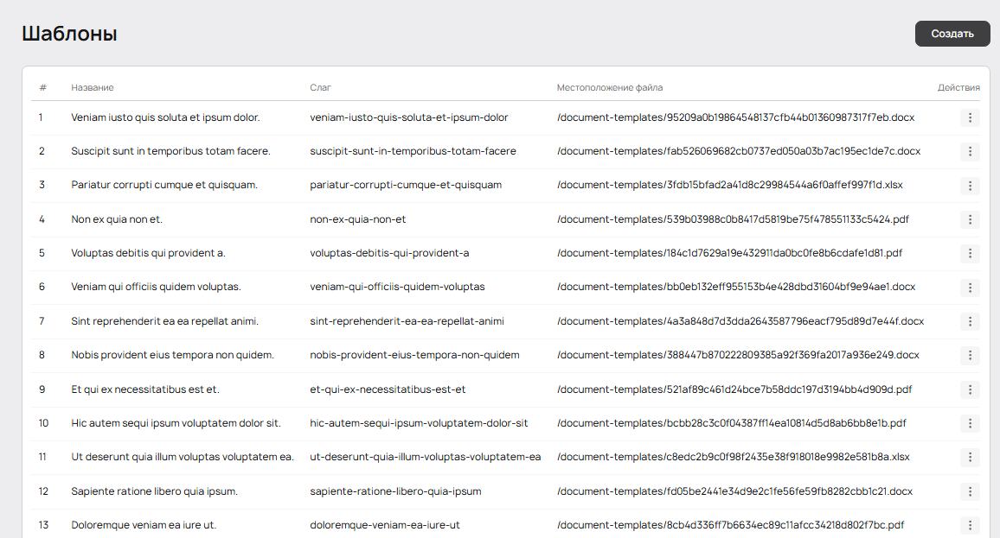 Шаблоны
Создать
# Название Слаг Местоположение файла Действия
1 Veniam iusto quis soluta et ipsum dolor. veniam-iusto-quis-soluta-et-ipsum-dolor /document-templates/95209a0b19864548137cfb44b01360987317f7eb.docx
2 Suscipit sunt in temporibus totam facere. suscipit-sunt-in-temporibus-totam-facere /document-templates/fab526069682cb0737ed050a03b7ac195ec1de7c.docx
3 Pariatur corrupti cumque et quisquam. pariatur-corrupti-cumque-et-quisquam /document-templates/3fdb15bfad2a41d8c29984544a6f0affef997f1d.xlsx
4 Non ex quia non et. non-ex-quia-non-et /document-templates/539b03988c0b8417d5819be75f478551133c5424.pdf
5 Voluptas debitis qui provident a. voluptas-debitis-qui-provident-a /document-templates/184c1d7629a19e432911da0bc0fe8b6cdafe1d81.pdf
6 Veniam qui officiis quidem voluptas. veniam-qui-officiis-quidem-voluptas /document-templates/bb0eb132eff955153b4e428dbd31604bf9e94ae1.docx
7 Sint reprehenderit ea ea repellat animi. sint-reprehenderit-ea-ea-repellat-animi /document-templates/4a3a848d7d3dda2643587796eacf795d89d7e44f.docx
8 Nobis provident eius tempora non quidem. nobis-provident-eius-tempora-non-quidem /document-templates/388447b870222809385a92f369fa2017a936e249.docx
9 Et qui ex necessitatibus est et. et-qui-ex-necessitatibus-est-et /document-templates/521af89c461d24bce7b58ddc197d3194bb4d909d.pdf
10 Hic autem sequi ipsum voluptatem dolor sit. hic-autem-sequi-ipsum-voluptatem-dolor-sit /document-templates/bcbb28c3c0f04387ff14ea10814d5d8ab6bb8e1b.pdf
11 Ut deserunt quia illum voluptas voluptatem ea. ut-deserunt-quia-illum-voluptas-voluptatem-ea /document-templates/c8edc2b9c0f98f2435e38f918018e9982e581b8a.xlsx
12 Sapiente ratione libero quia ipsum. sapiente-ratione-libero-quia-ipsum /document-templates/fd05be2441e34d9e2c1fe56fe59fb8282cbb1c21.docx
13 Doloremque veniam ea iure ut. doloremque-veniam-ea-iure-ut /document-templates/8cb4d336ff7b6634ec89c11afcc34218d802f7bc.pdf